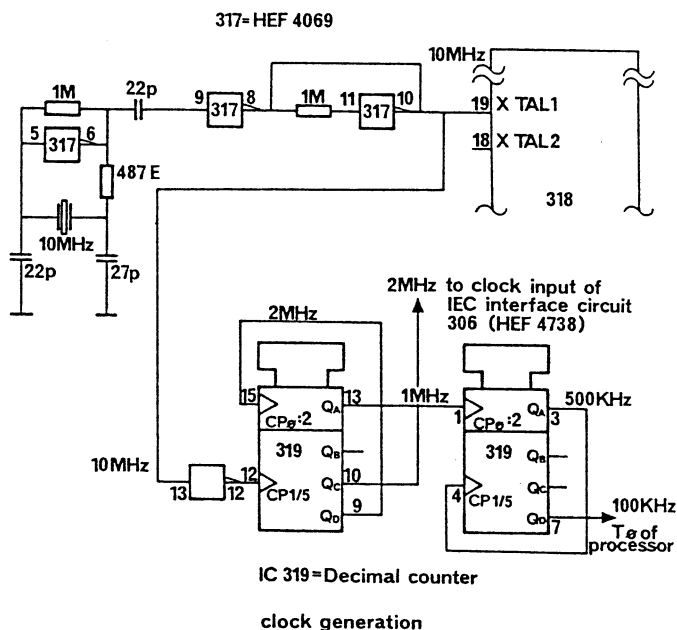 317=HEF 4069
10MHz
1M
22p
9
317
8
1M
11
317
10
19
X TAL1
5
317
6
18
X TAL2
487 E
318
10MHz
22p
27p
2MHz to clock input of
IEC interface circuit
306 (HEF 4738)
2MHz
15
CPø:2
QA
13
1MHz
1
CPø:2
QA
3
500KHz
319
QB
319
QB
10MHz
13
12
12
CP1/5
QC
10
4
CP1/5
QC
QD
9
QD
7
100KHz
Tø of
processor
IC 319=Decimal counter
clock generation